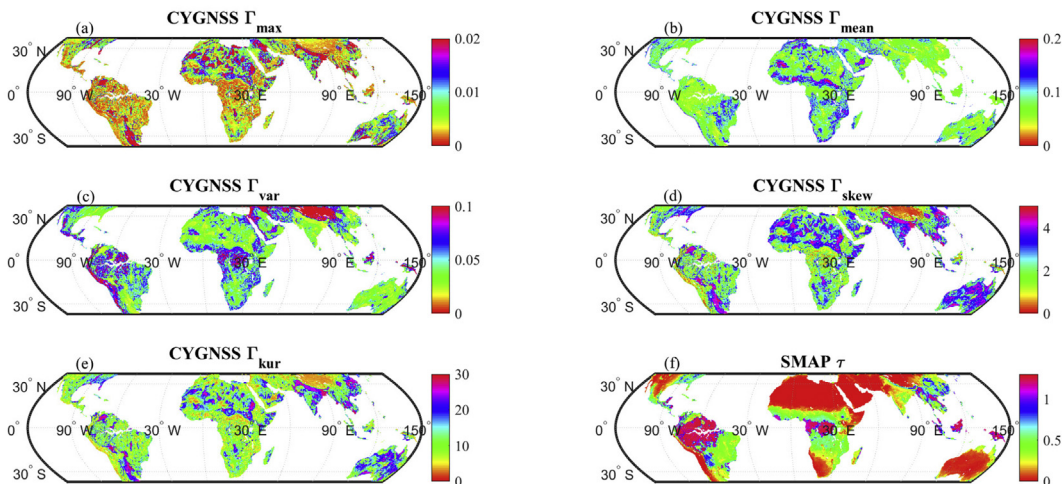 (a) CYGNSS Γmax
30° N
0°
30° S
90° W
30° W
30° E
90° E
150
0.02
0.01
0
(b) CYGNSS Γmean
30° N
0°
30° S
90° W
30° W
30° E
90° E
150
0.2
0.1
0
(c) CYGNSS Γvar
30° N
0°
30° S
90° W
30° W
30° E
90° E
150
0.1
0.05
0
(d) CYGNSS Γskew
30° N
0°
30° S
90° W
30° W
30° E
90° E
150
4
2
0
(e) CYGNSS Γkur
30° N
0°
30° S
90° W
30° W
30° E
90° E
150
30
20
10
0
(f) SMAP τ
30° N
0°
30° S
90° W
30° W
30° E
90° E
150
1
0.5
0